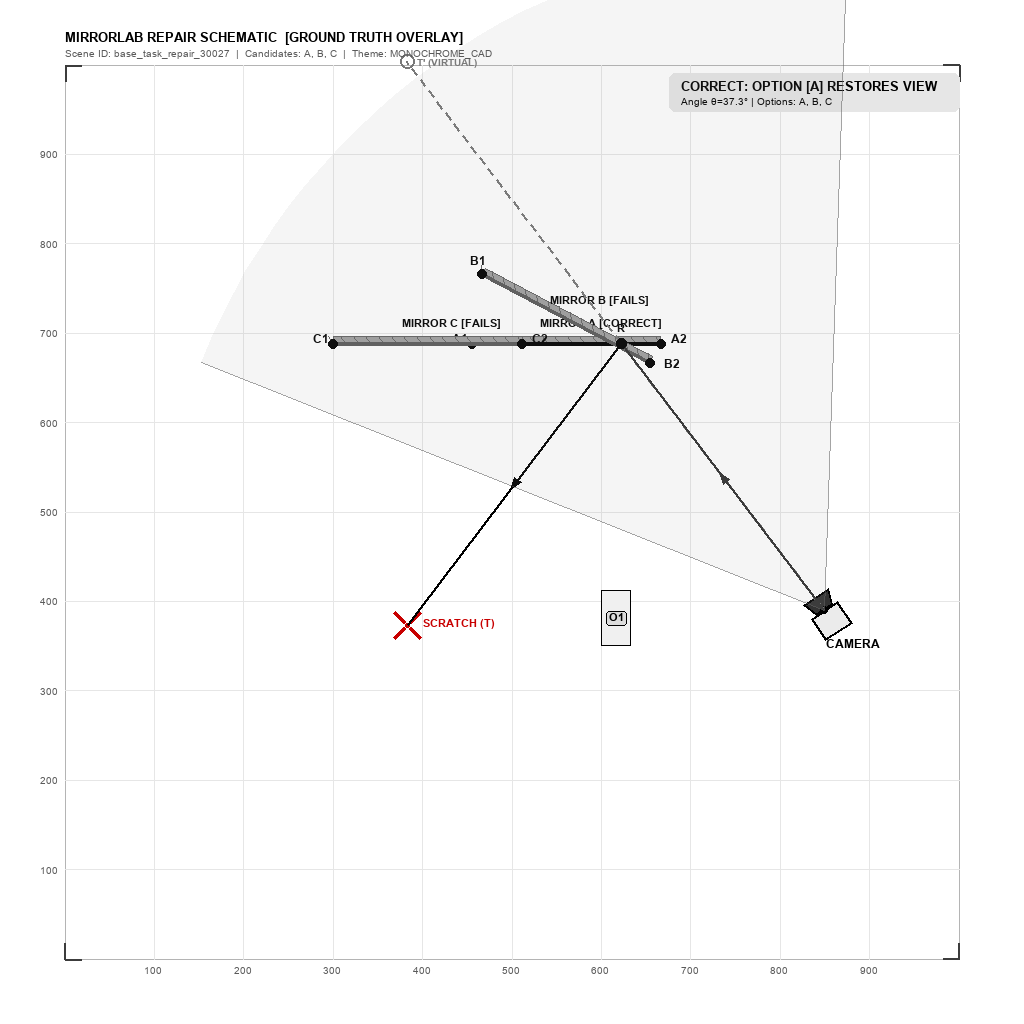 MIRRORLAB REPAIR SCHEMATIC [GROUND TRUTH OVERLAY]
Scene ID: base_task_repair_30027 | Candidates: A, B, C | Theme: MONOCHROME_CAD
T' (VIRTUAL)
CORRECT: OPTION [A] RESTORES VIEW
Angle θ=37.3° | Options: A, B, C
900
800
B1
MIRROR B [FAILS]
MIRROR C [FAILS]
[CORRECT]
R
700
C1
C2
A2
B2
600
500
400
O1
SCRATCH (T)
CAMERA
300
200
100
100 200 300 400 500 600 700 800 900